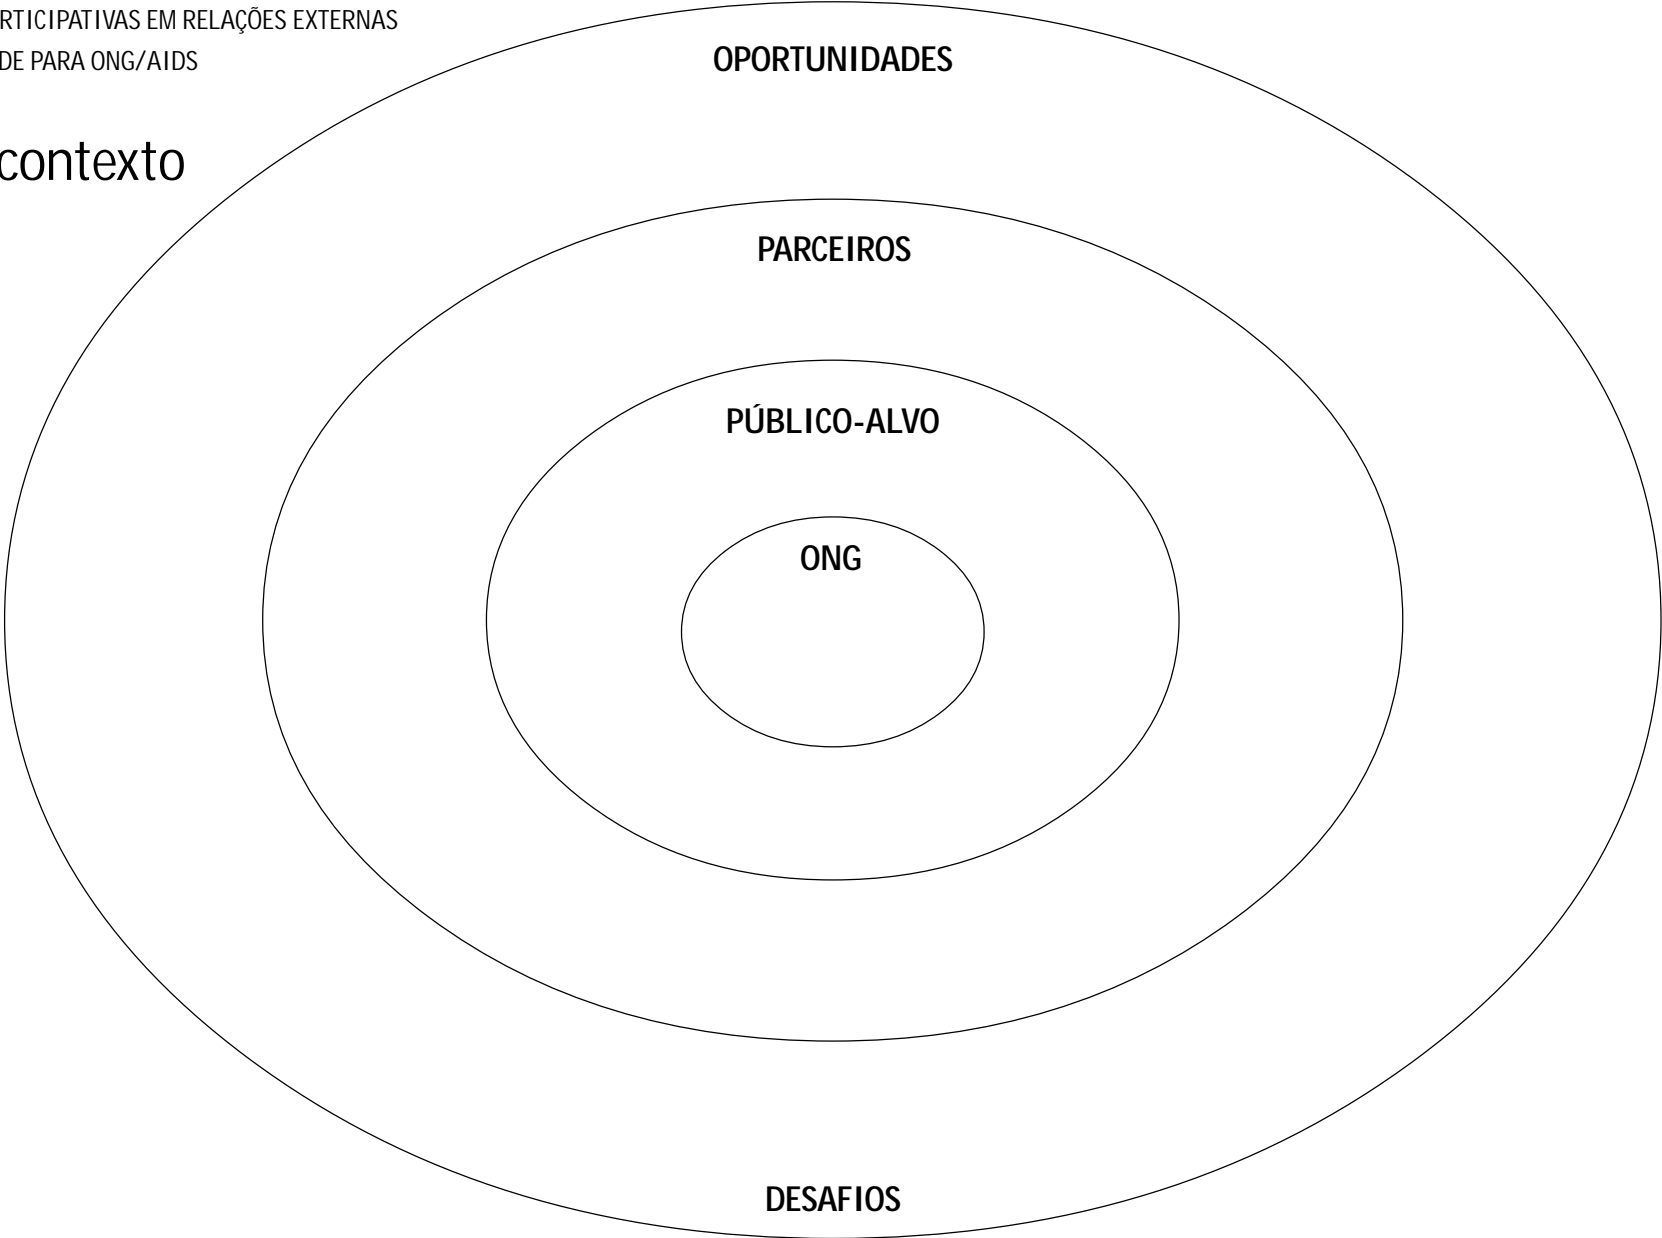 RTICIPATIVAS EM RELAÇÕES EXTERNAS
DE PARA ONG/AIDS
contexto
OPORTUNIDADES
PARCEIROS
PÚBLICO-ALVO
ONG
DESAFIOS